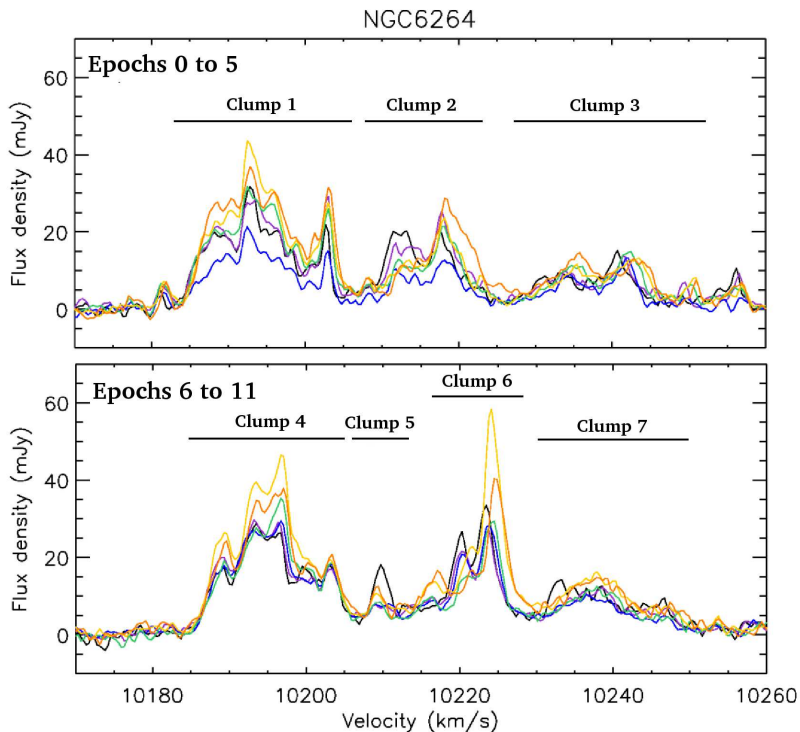 NGC6264
Epochs 0 to 5
Clump 1
Clump 2
Clump 3
Flux density (mJy)
60
40
20
0
Epochs 6 to 11
Clump 4
Clump 5
Clump 6
Clump 7
Flux density (mJy)
60
40
20
0
10180 10200 10220 10240 10260
Velocity (km/s)